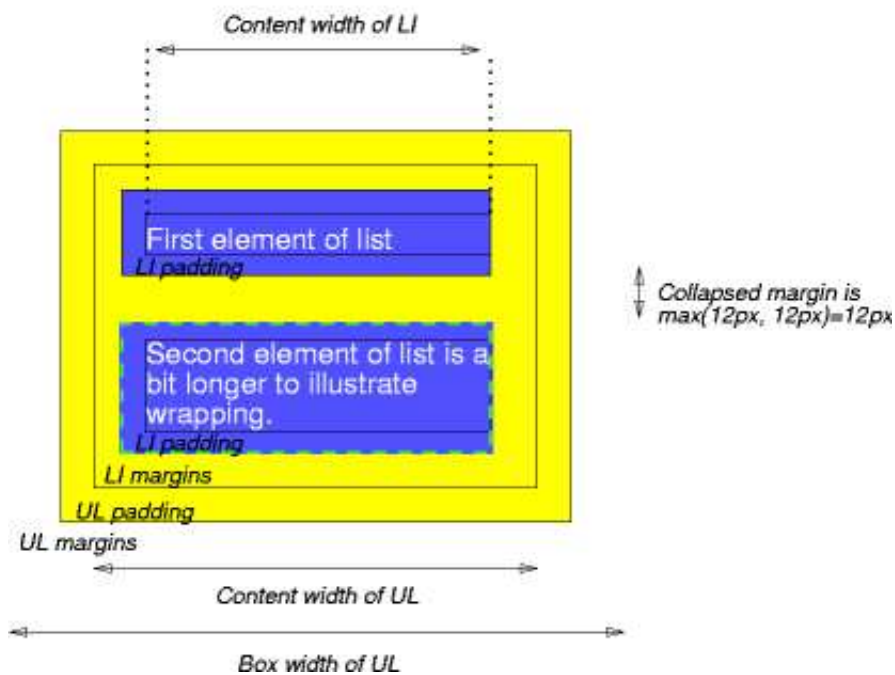 Content width of LI
First element of list
LI padding
Collapsed margin is
max(12px, 12px)=12px
Second element of list is a
bit longer to illustrate
wrapping.
LI padding
LI margins
UL padding
UL margins
Content width of UL
Box width of UL